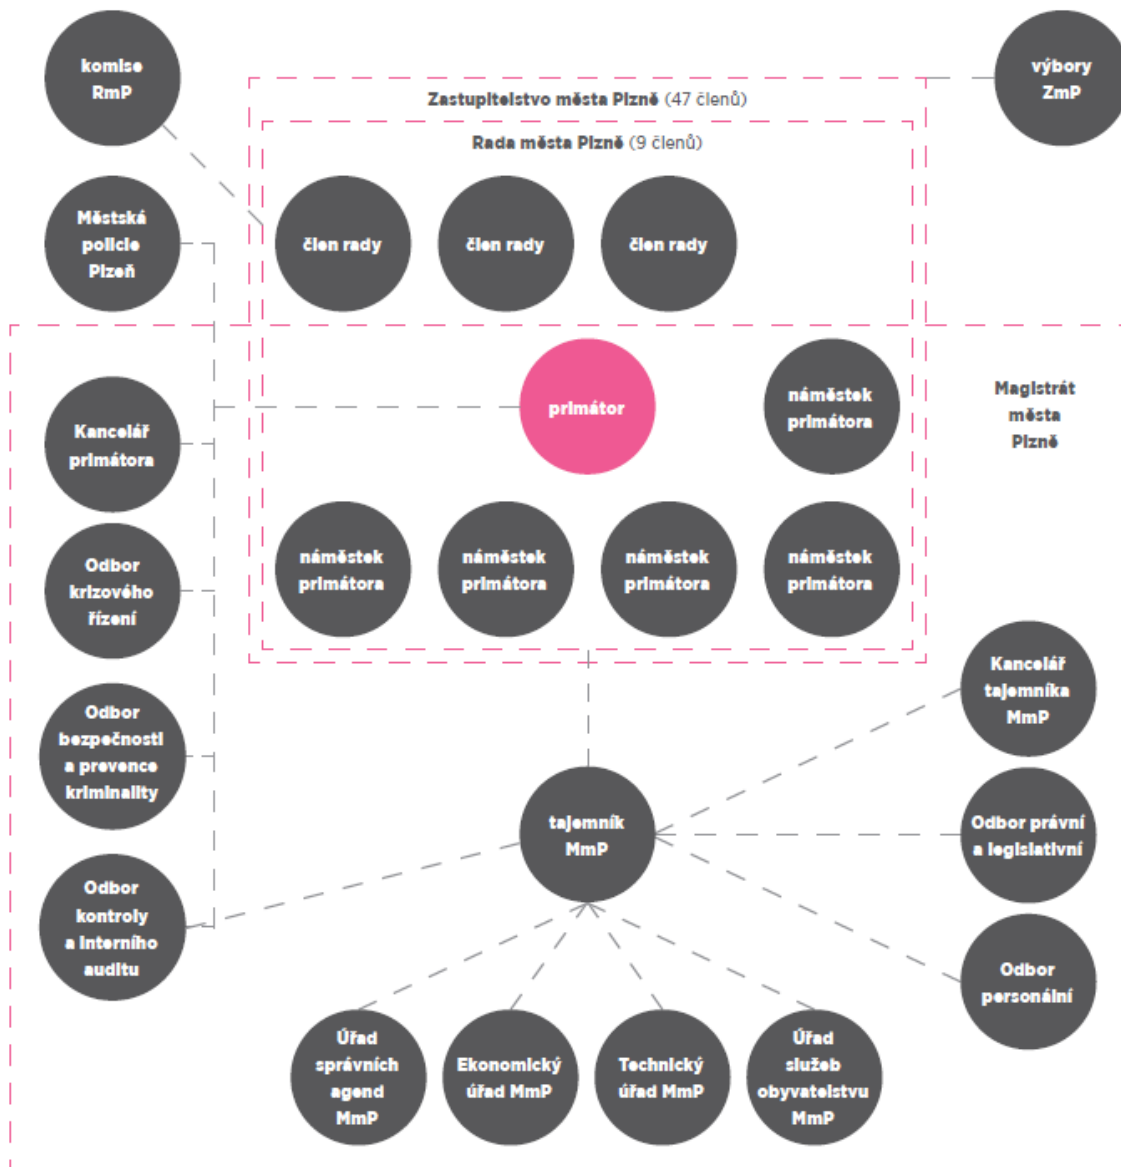 komise
RmP
výbory
ZmP
Zastupitelstvo města Plzně (47 členů)
Rada města Plzně (9 členů)
Městská
policie
Plzeň
člen rady
člen rady
člen rady
primátor
náměstek
primátora
Magistrát
města
Plzně
Kancelář
primátora
náměstek
primátora
náměstek
primátora
náměstek
primátora
náměstek
primátora
Odbor
krizového
řízení
Kancelář
tajemníka
MmP
Odbor
bezpečnosti
a prevence
kriminality
tajemník
MmP
Odbor právní
a legislativní
Odbor
kontroly
a interního
auditu
Odbor
personální
Úřad
správních
agend
MmP
Ekonomický
úřad MmP
Technický
úřad MmP
Úřad
služeb
obyvatelstvu
MmP